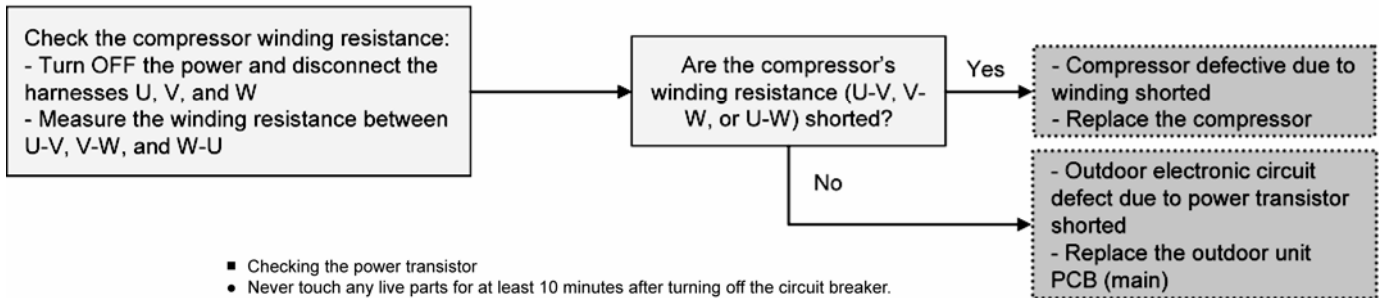 Check the compressor winding resistance:
- Turn OFF the power and disconnect the
harnesses U, V, and W
- Measure the winding resistance between
U-V, V-W, and W-U
Are the compressor's
winding resistance (U-V, V-
W, or U-W) shorted?
Yes
- Compressor defective due to
winding shorted
- Replace the compressor
No
- Outdoor electronic circuit
defect due to power transistor
shorted
- Replace the outdoor unit
PCB (main)
■ Checking the power transistor
● Never touch any live parts for at least 10 minutes after turning off the circuit breaker.